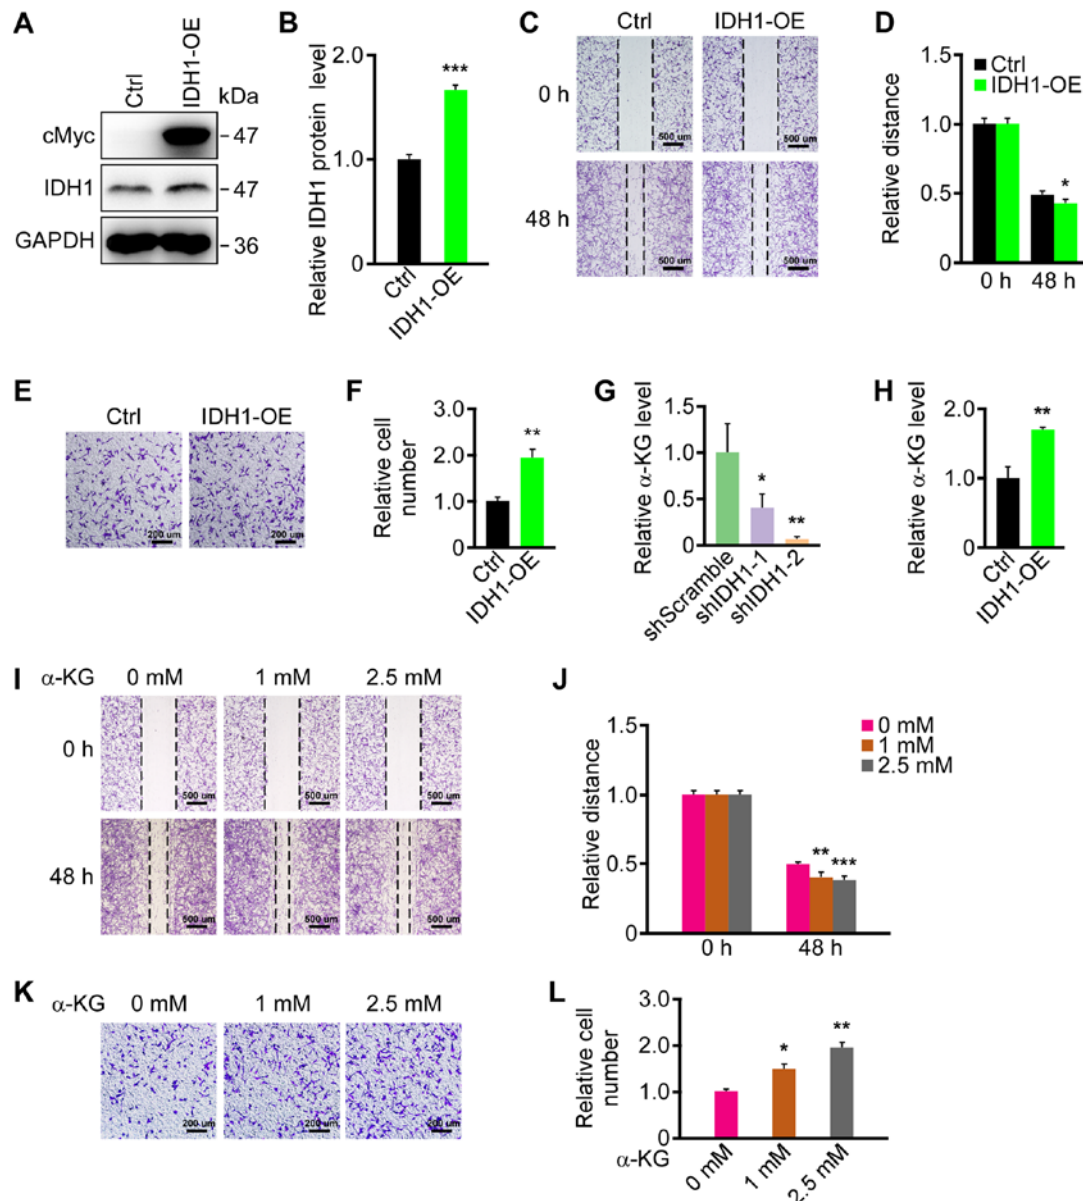 A
Ctrl
IDH1-OE
kDa
cMyc
47
IDH1
47
GAPDH
36
B
Relative IDH1 protein level
2.0
1.0
0
***
Ctrl
IDH1-OE
C
Ctrl
IDH1-OE
0 h
500 um
500 um
48 h
500 um
500 um
D
Relative distance
1.5
1.0
0.5
0
Ctrl
IDH1-OE
*
0 h
48 h
E
Ctrl
IDH1-OE
200 um
200 um
F
Relative cell
number
3.0
2.0
1.0
0
**
Ctrl
IDH1-OE
G
Relative α-KG level
1.5
1.0
0.5
0
*
**
shScramble
shIDH1-1
shIDH1-2
H
Relative α-KG level
2.0
1.0
0
**
Ctrl
IDH1-OE
I
α-KG
0 mM
1 mM
2.5 mM
0 h
500 um
500 um
500 um
48 h
500 um
500 um
500 um
J
Relative distance
1.5
1.0
0.5
0
0 mM
1 mM
2.5 mM
**
***
0 h
48 h
K
α-KG
0 mM
1 mM
2.5 mM
200 um
200 um
200 um
L
Relative cell
number
3.0
2.0
1.0
0
*
**
α-KG
0 mM
1 mM
2.5 mM